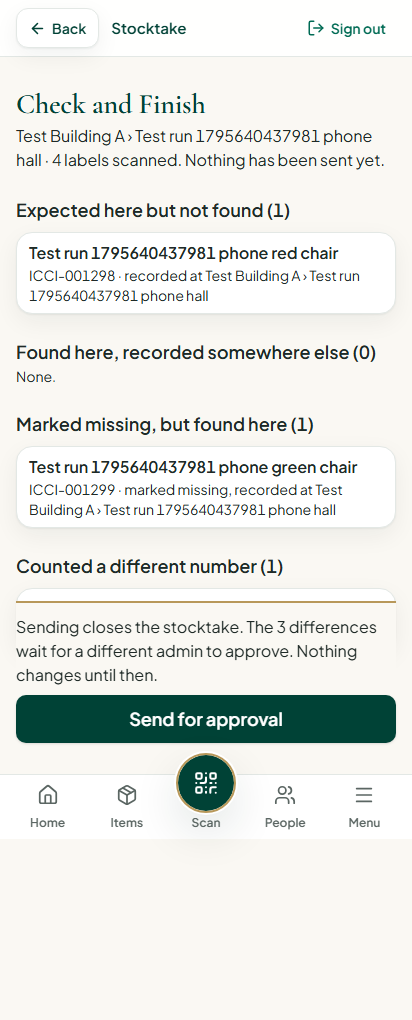 Back
Stocktake
Sign out
Check and Finish
Test Building A › Test run 1795640437981 phone
hall · 4 labels scanned. Nothing has been sent yet.
Expected here but not found (1)
Test run 1795640437981 phone red chair
ICCI-001298 · recorded at Test Building A › Test run
1795640437981 phone hall
Found here, recorded somewhere else (0)
None.
Marked missing, but found here (1)
Test run 1795640437981 phone green chair
ICCI-001299 · marked missing, recorded at Test
Building A › Test run 1795640437981 phone hall
Counted a different number (1)
Sending closes the stocktake. The 3 differences
wait for a different admin to approve. Nothing
changes until then.
Send for approval
Home
Items
Scan
People
Menu